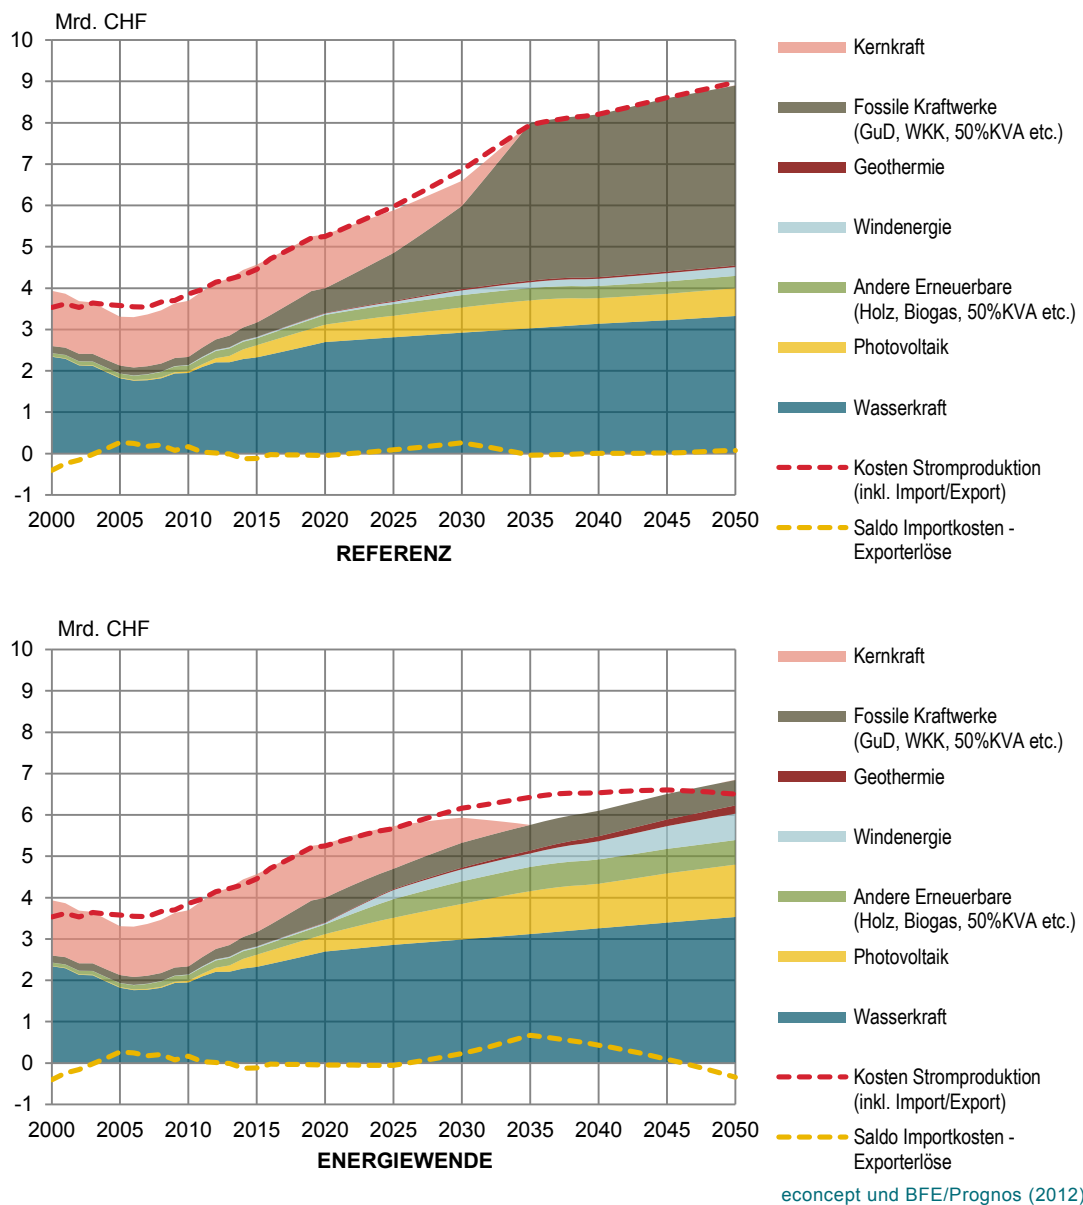 Mrd. CHF
10
9
8
7
6
5
4
3
2
1
0
-1
2000 2005 2010 2015 2020 2025 2030 2035 2040 2045 2050
REFERENZ
Kernkraft
Fossile Kraftwerke
(GuD, WKK, 50%KVA etc.)
Geothermie
Windenergie
Andere Erneuerbare
(Holz, Biogas, 50%KVA etc.)
Photovoltaik
Wasserkraft
Kosten Stromproduktion
(inkl. Import/Export)
Saldo Importkosten -
Exporterlöse
Mrd. CHF
10
9
8
7
6
5
4
3
2
1
0
-1
2000 2005 2010 2015 2020 2025 2030 2035 2040 2045 2050
ENERGIEWENDE
Kernkraft
Fossile Kraftwerke
(GuD, WKK, 50%KVA etc.)
Geothermie
Windenergie
Andere Erneuerbare
(Holz, Biogas, 50%KVA etc.)
Photovoltaik
Wasserkraft
Kosten Stromproduktion
(inkl. Import/Export)
Saldo Importkosten -
Exporterlöse
econcept und BFE/Prognos (2012)